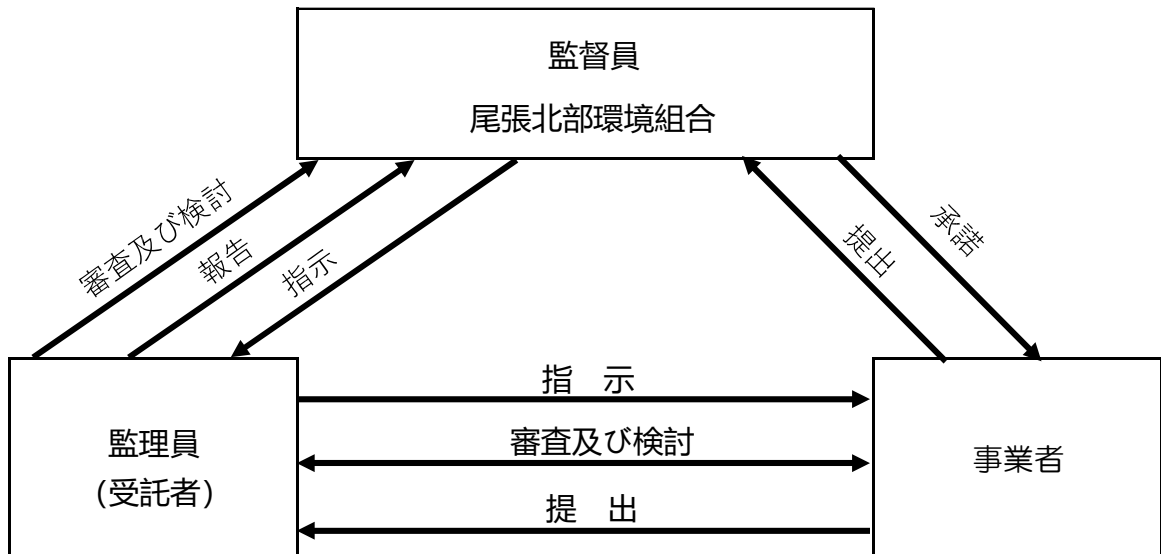 監督員
尾張北部環境組合
審査及び検討
報告
指示
提出
承諾
指 示
審査及び検討
提 出
監理員
(受託者)
事業者